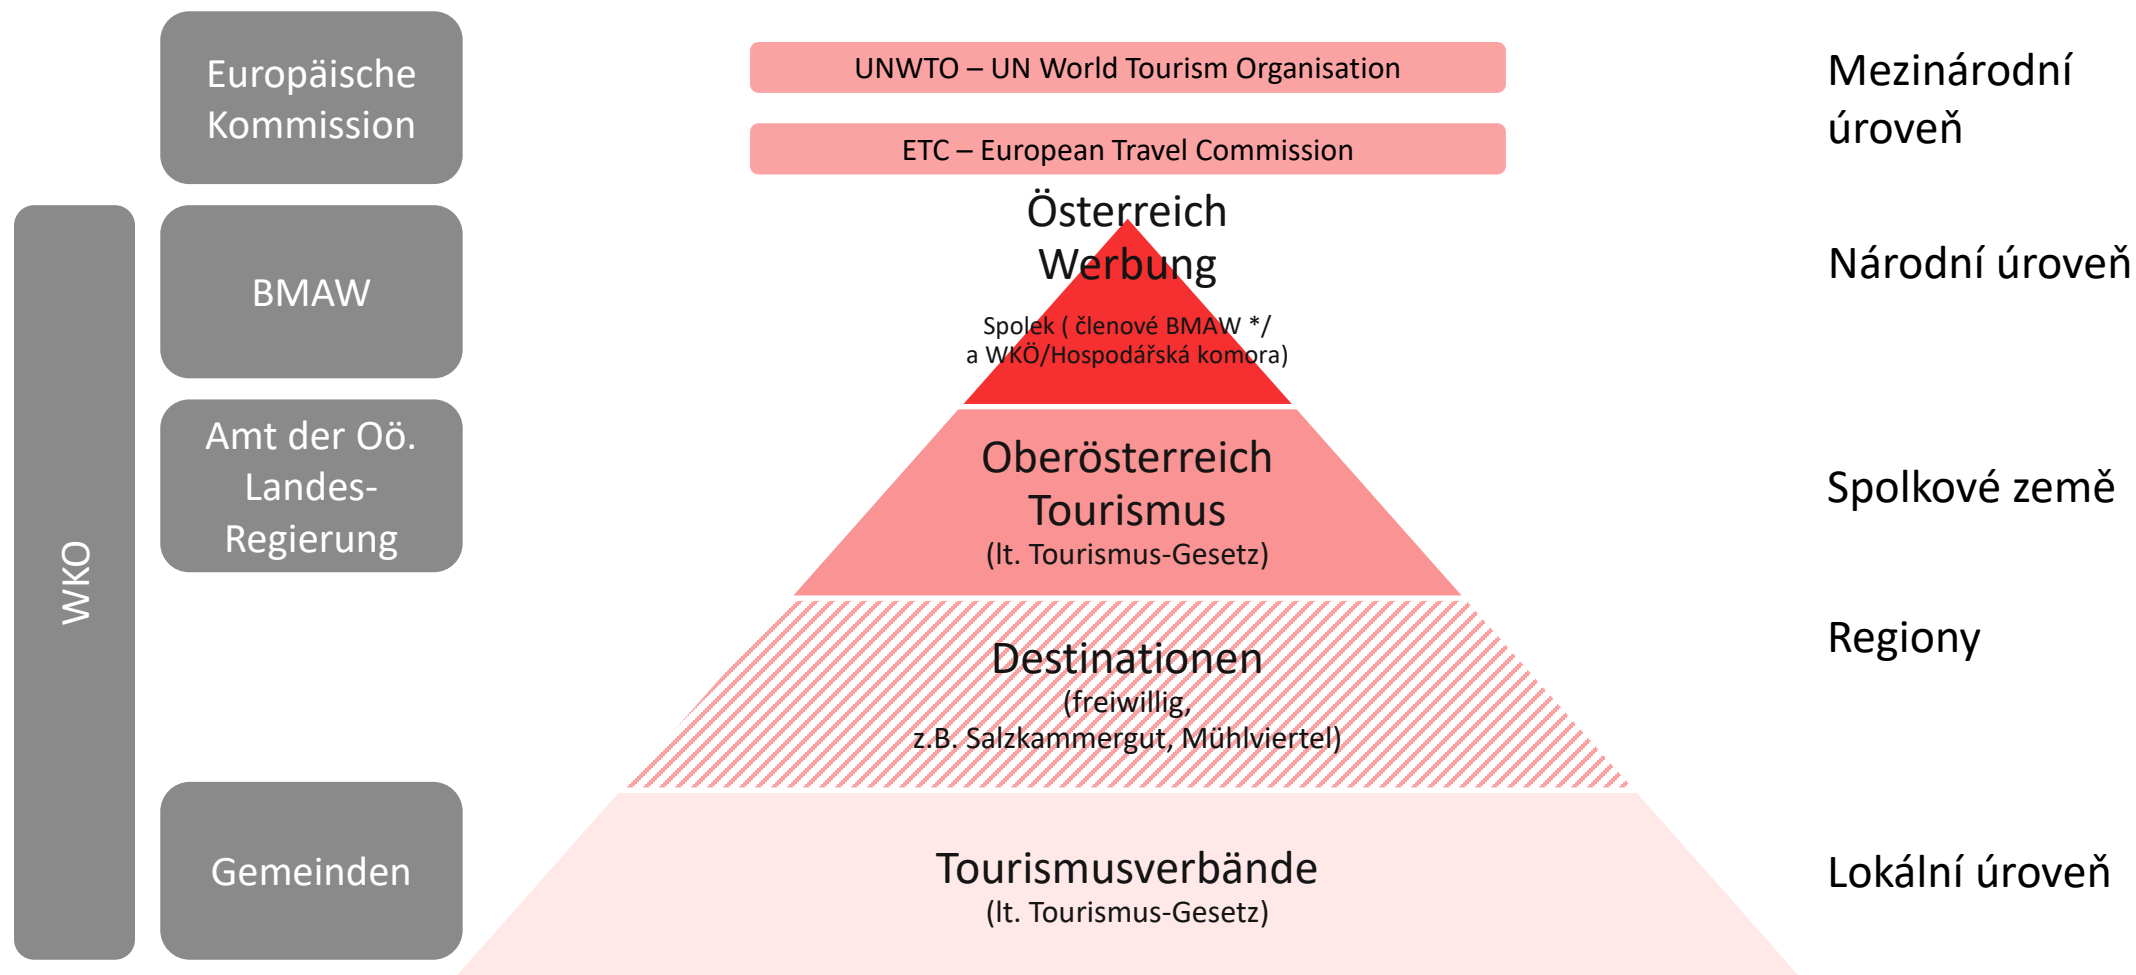 Europäische
Kommission
UNWTO – UN World Tourism Organisation
ETC – European Travel Commission
Mezinárodní
úroveň
WKO
BMAW
Österreich
Werbung
Spolek ( členové BMAW */
a WKÖ/Hospodářská komora)
Národní úroveň
Amt der Oö.
Landes-
Regierung
Oberösterreich
Tourismus
(lt. Tourismus-Gesetz)
Spolkové země
Destinationen
(freiwillig,
z.B. Salzkammergut, Mühlviertel)
Regiony
Gemeinden
Tourismusverbände
(lt. Tourismus-Gesetz)
Lokální úroveň